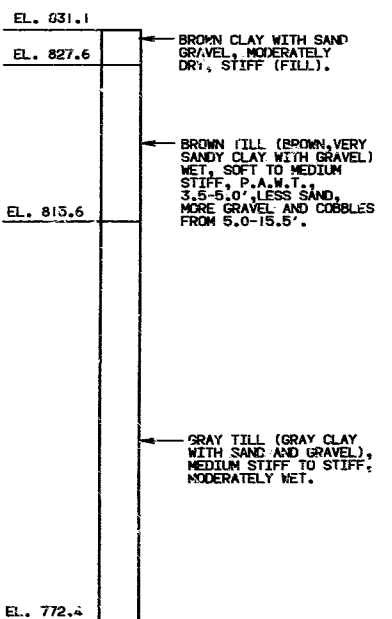 EL. 831.1
BROWN CLAY WITH SAND
GRAVEL, MODERATELY
DRY, STIFF (FILL).
EL. 827.6
BROWN TILL (BROWN,VERY
SANDY CLAY WITH GRAVEL)
WET, SOFT TO MEDIUM
STIFF, P.A.W.T.,
3.5-5.0',LESS SAND,
MORE GRAVEL AND COBBLES
FROM 5.0-15.5'.
EL. 815.6
GRAY TILL (GRAY CLAY
WITH SAND AND GRAVEL),
MEDIUM STIFF TO STIFF,
MODERATELY WET.
EL. 772.4